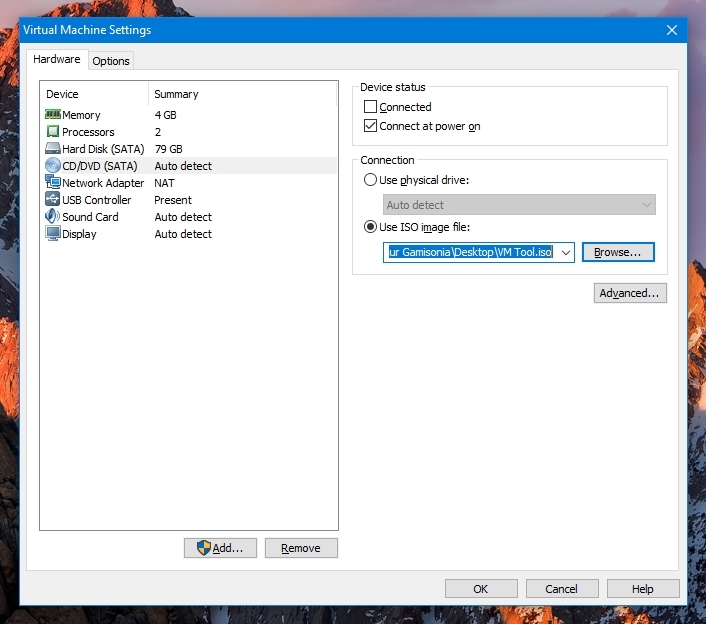 Virtual Machine Settings
Hardware
Options
Device Summary
Memory 4 GB
Processors 2
Hard Disk (SATA) 79 GB
CD/DVD (SATA) Auto detect
Network Adapter NAT
USB Controller Present
Sound Card Auto detect
Display Auto detect
Add...
Remove
Device status
Connected
Connect at power on
Connection
Use physical drive:
Auto detect
Use ISO image file:
ur Gamisonia\Desktop\VM Tool.iso
Browse...
Advanced...
OK
Cancel
Help